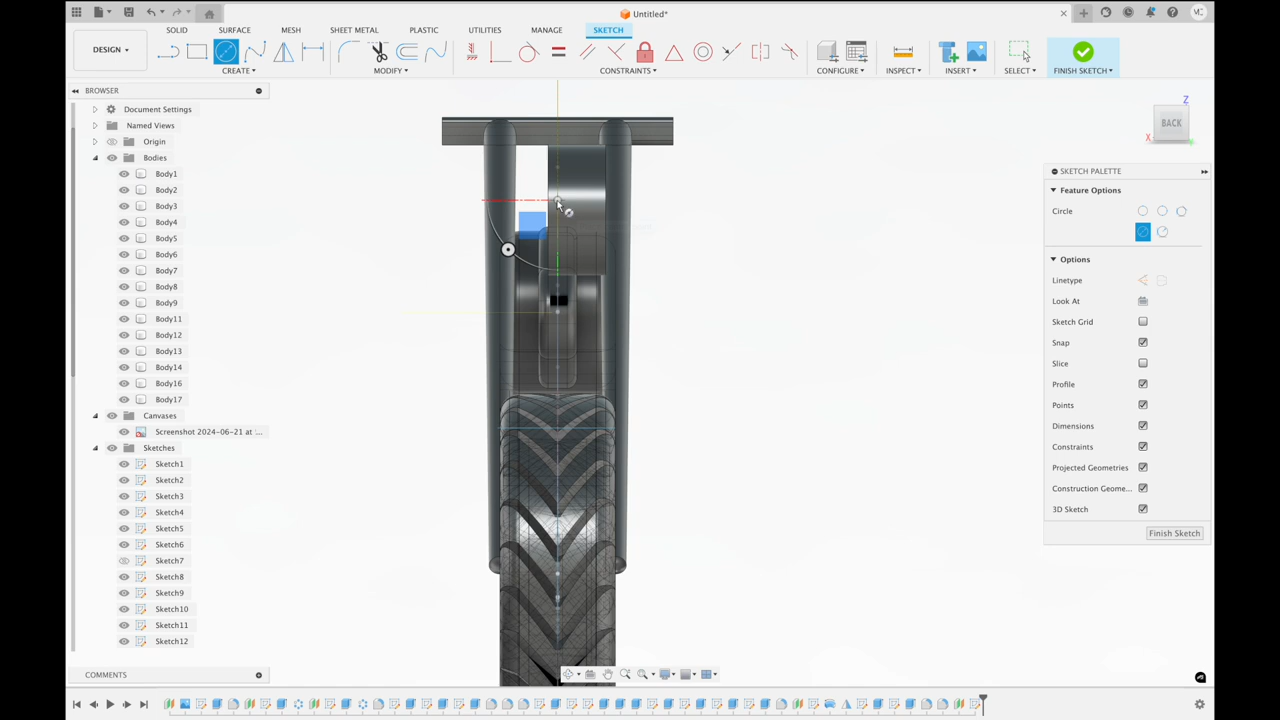 Untitled*
MC
DESIGN
SOLID
SURFACE
MESH
SHEET METAL
PLASTIC
UTILITIES
MANAGE
SKETCH
CREATE
MODIFY
CONSTRAINTS
CONFIGURE
INSPECT
INSERT
SELECT
FINISH SKETCH
BROWSER
Document Settings
Named Views
Origin
Bodies
Body1
Body2
Body3
Body4
Body5
Body6
Body7
Body8
Body9
Body11
Body12
Body13
Body14
Body16
Body17
Canvases
Screenshot 2024-06-21 at ...
Sketches
Sketch1
Sketch2
Sketch3
Sketch4
Sketch5
Sketch6
Sketch7
Sketch8
Sketch9
Sketch10
Sketch11
Sketch12
COMMENTS
Z
BACK
X
SKETCH PALETTE
Feature Options
Circle
Options
Linetype
Look At
Sketch Grid
Snap
Slice
Profile
Points
Dimensions
Constraints
Projected Geometries
Construction Geome...
3D Sketch
Finish Sketch